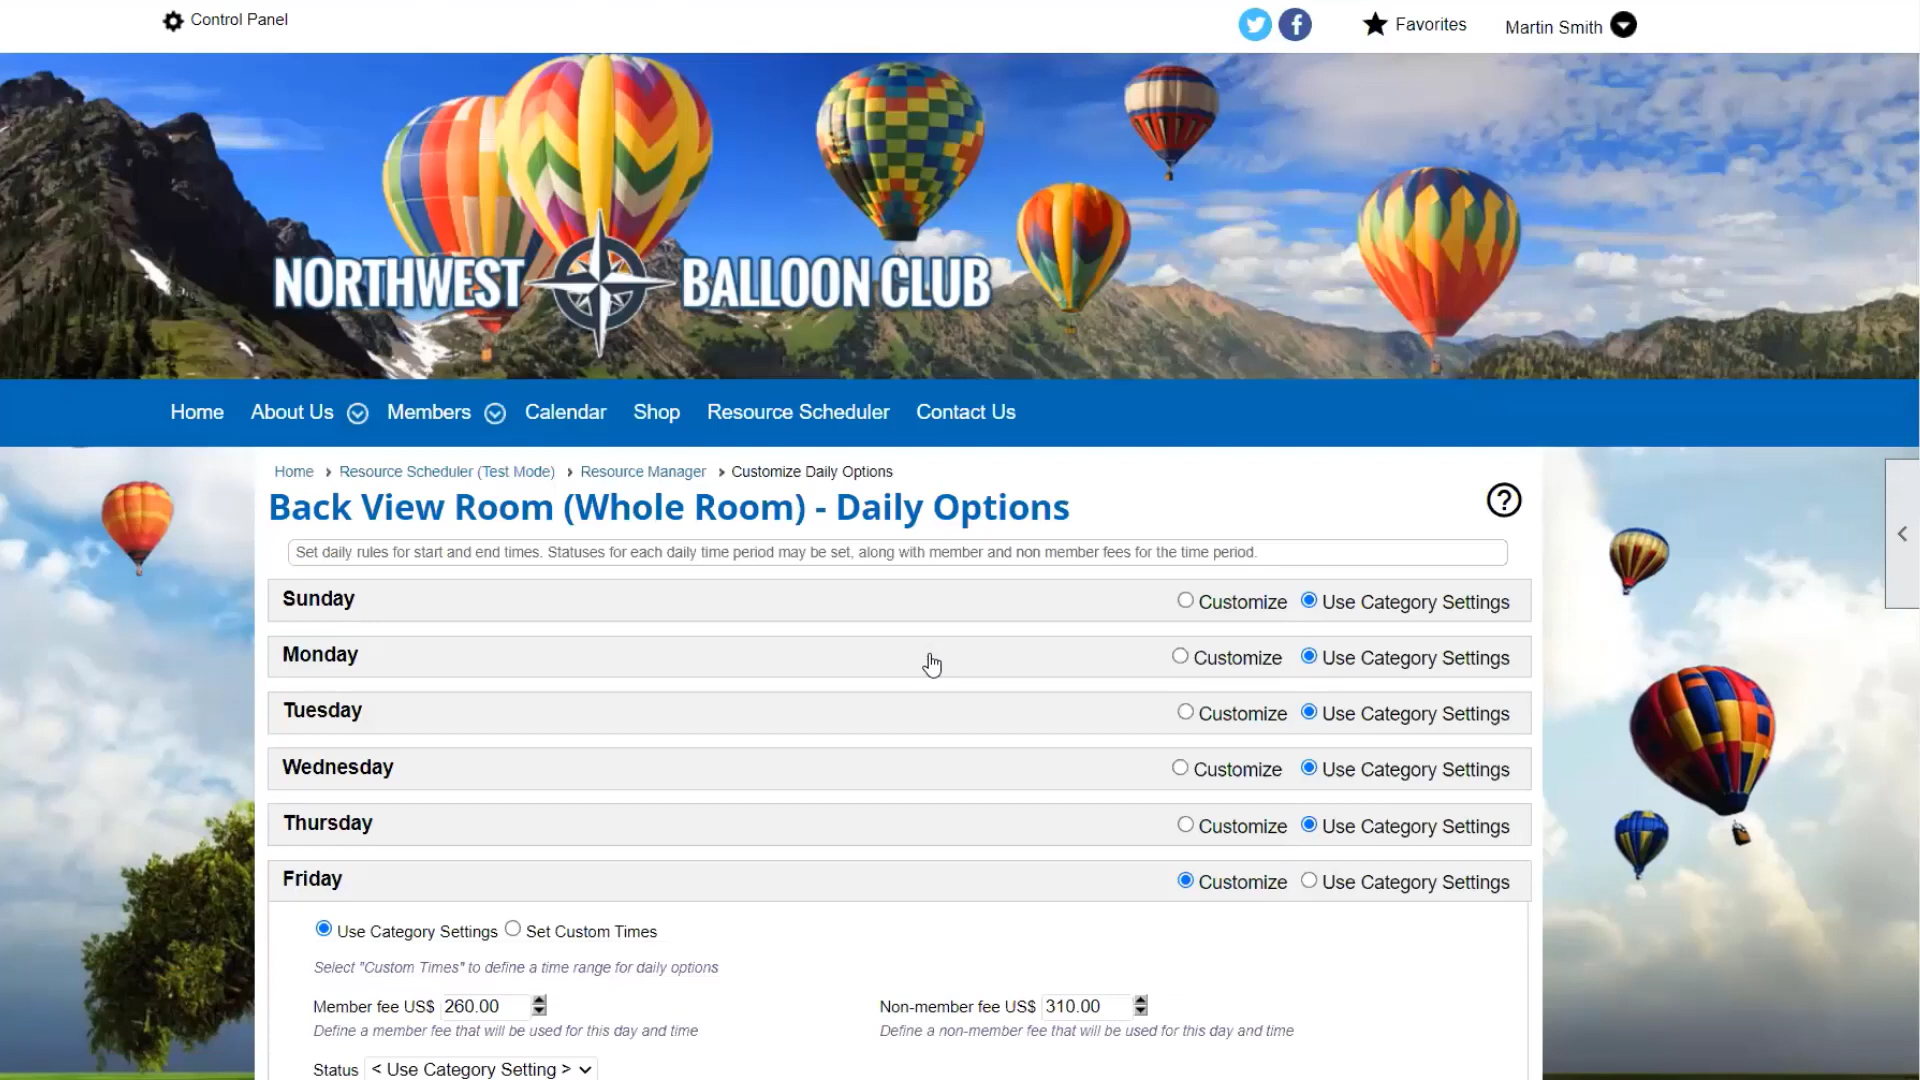 Control Panel
Favorites
Martin Smith
NORTHWEST BALLOON CLUB
Home About Us Members Calendar Shop Resource Scheduler Contact Us
Home › Resource Scheduler (Test Mode) › Resource Manager › Customize Daily Options
Back View Room (Whole Room) - Daily Options
Set daily rules for start and end times. Statuses for each daily time period may be set, along with member and non member fees for the time period.
Sunday Customize Use Category Settings
Monday Customize Use Category Settings
Tuesday Customize Use Category Settings
Wednesday Customize Use Category Settings
Thursday Customize Use Category Settings
Friday Customize Use Category Settings
Use Category Settings Set Custom Times
Select "Custom Times" to define a time range for daily options
Member fee US$ 260.00 Non-member fee US$ 310.00
Define a member fee that will be used for this day and time Define a non-member fee that will be used for this day and time
Status < Use Category Setting >